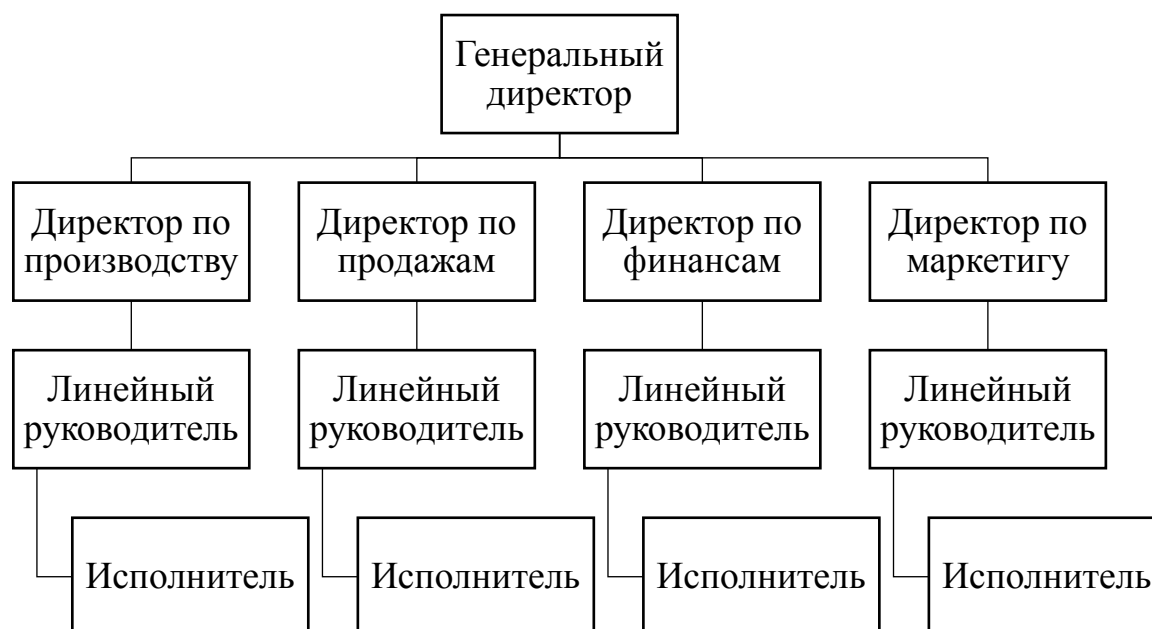 Генеральный
директор
Директор по
производству
Директор по
продажам
Директор по
финансам
Директор по
маркетигу
Линейный
руководитель
Линейный
руководитель
Линейный
руководитель
Линейный
руководитель
Исполнитель
Исполнитель
Исполнитель
Исполнитель